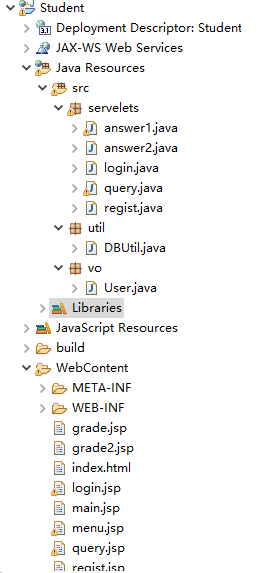 Student
Deployment Descriptor: Student
JAX-WS Web Services
Java Resources
src
servelets
answer1.java
answer2.java
login.java
query.java
regist.java
util
DBUtil.java
vo
User.java
Libraries
JavaScript Resources
build
WebContent
META-INF
WEB-INF
grade.jsp
grade2.jsp
index.html
login.jsp
main.jsp
menu.jsp
query.jsp
regist.jsp